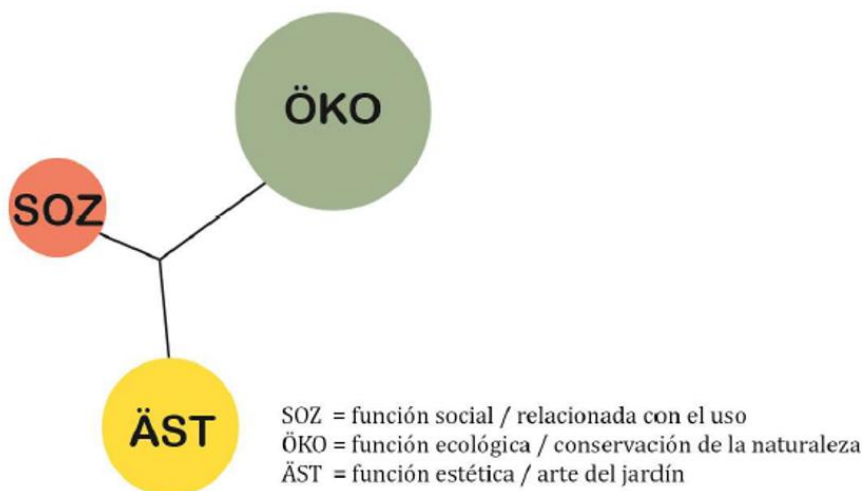 ÖKO
SOZ
ÄST
SOZ = función social / relacionada con el uso
ÖKO = función ecológica / conservación de la naturaleza
ÄST = función estética / arte del jardín